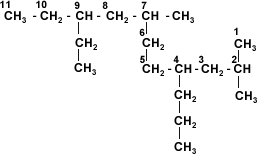 11 10 9 8 7
CH3 - CH2 - CH - CH2 - CH - CH3
6 1
CH2 CH2 CH3
5 4 3 2
CH3 CH2 - CH - CH2 - CH
CH2 CH3
CH2
CH3